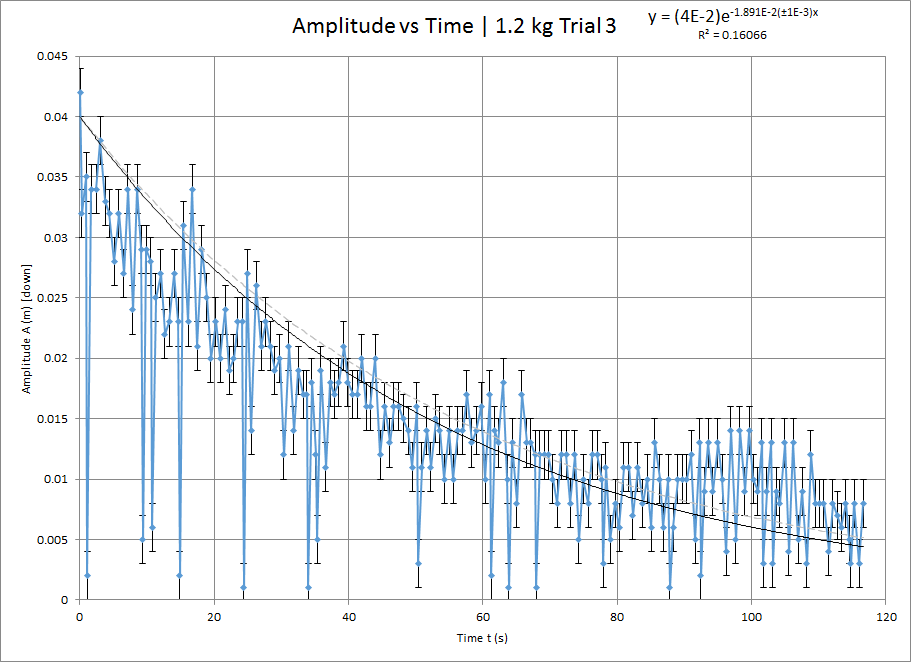 Amplitude vs Time | 1.2 kg Trial 3
y = (4E-2)e^-1.891E-2(±1E-3)x
R² = 0.16066
0.045
0.04
0.035
0.03
0.025
0.02
0.015
0.01
0.005
0
Amplitude A (m) [down]
0 20 40 60 80 100 120
Time t (s)